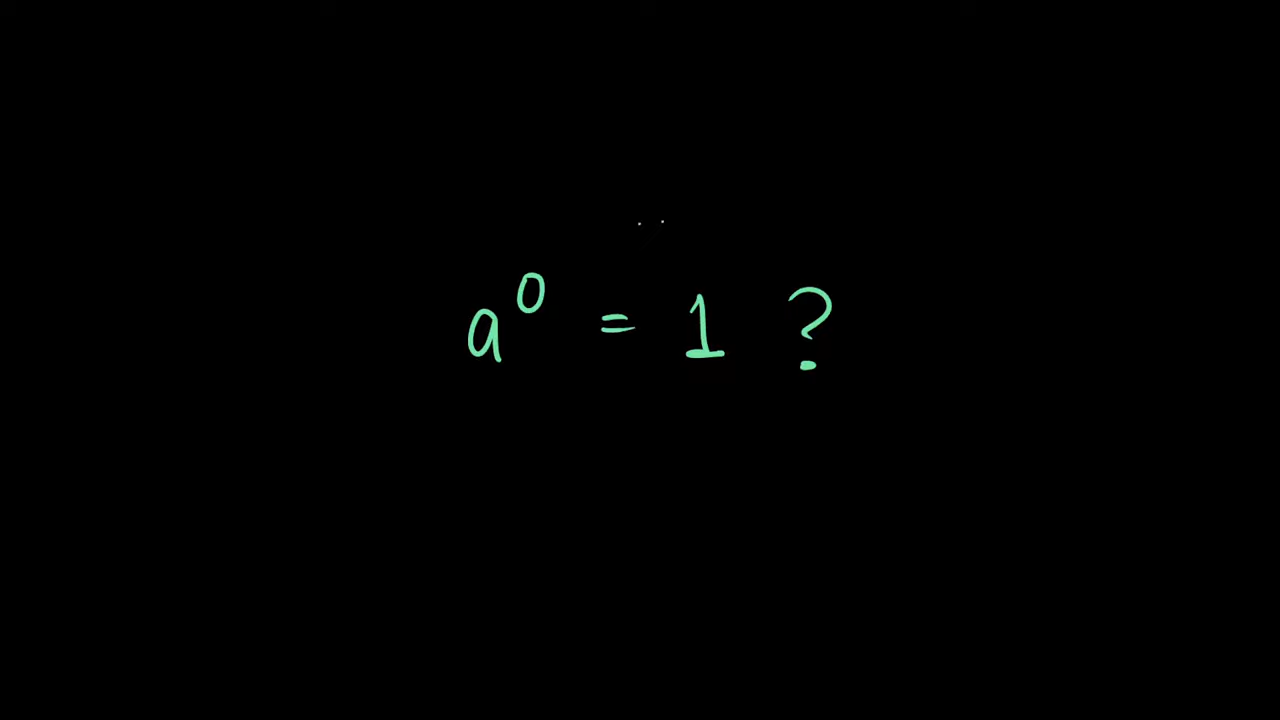 a⁰ = 1 ?